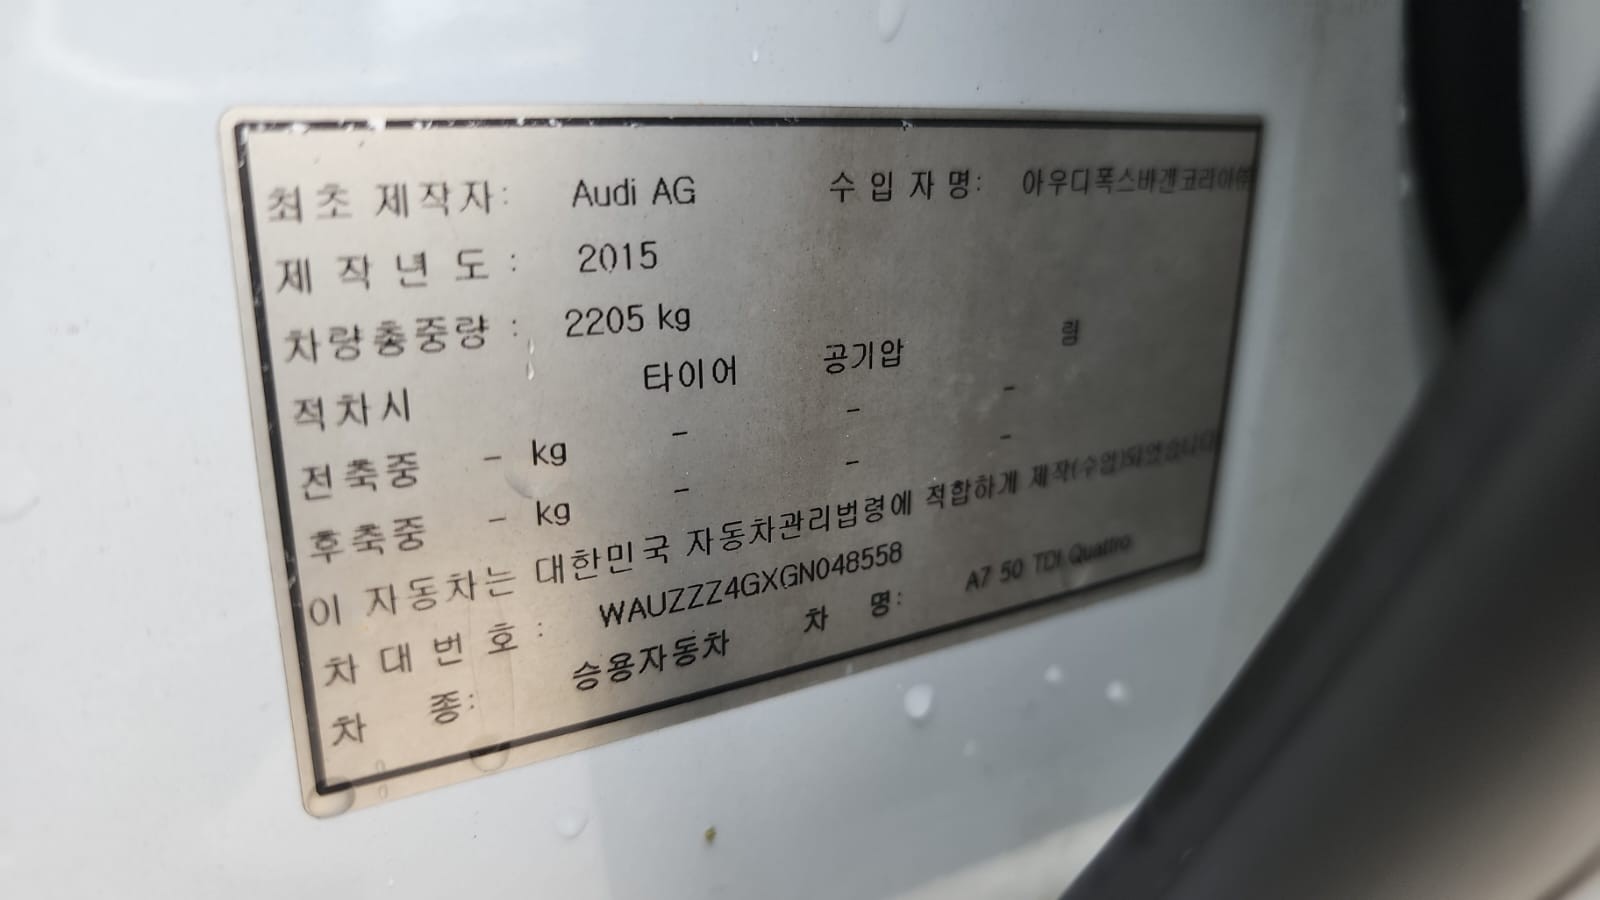 최초 제작자: Audi AG 수 입 자 명: 아우디폭스바겐코리아㈜
제 작 년 도 : 2015
차량총중량 : 2205 kg
적차시 타이어 공기압 림
전축중 - kg - - -
후축중 - kg - - -
이 자동차는 대한민국 자동차관리법령에 적합하게 제작(수입)되었습니다
차 대 번 호 : WAUZZZ4GXGN048558
차 종: 승용자동차 차 명: A7 50 TDI Quattro